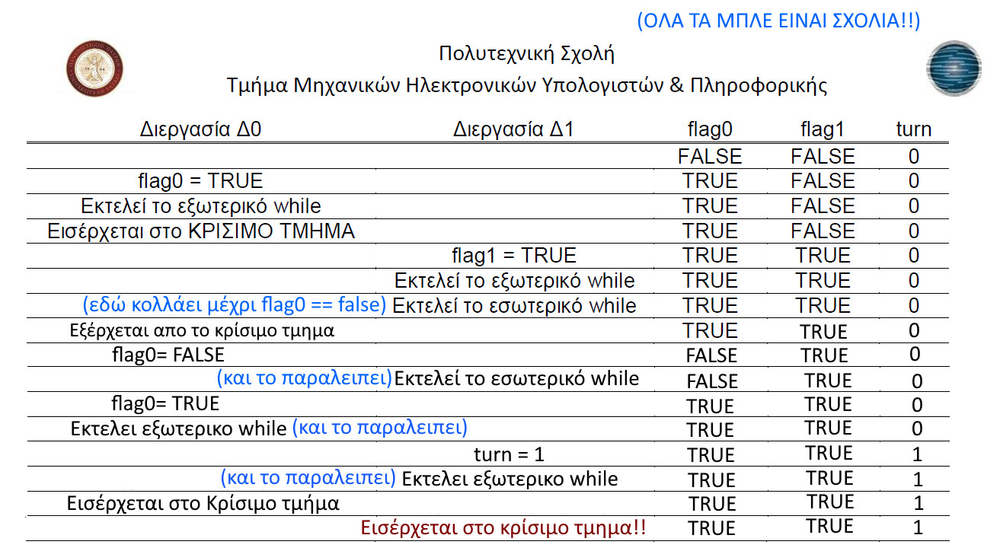 (ΟΛΑ ΤΑ ΜΠΛΕ ΕΙΝΑΙ ΣΧΟΛΙΑ!!)
Πολυτεχνική Σχολή
Τμήμα Μηχανικών Ηλεκτρονικών Υπολογιστών & Πληροφορικής
Διεργασία Δ0 Διεργασία Δ1 flag0 flag1 turn
FALSE FALSE 0
flag0 = TRUE TRUE FALSE 0
Εκτελεί το εξωτερικό while TRUE FALSE 0
Εισέρχεται στο ΚΡΙΣΙΜΟ ΤΜΗΜΑ TRUE FALSE 0
flag1 = TRUE TRUE TRUE 0
Εκτελεί το εξωτερικό while TRUE TRUE 0
(εδώ κολλάει μέχρι flag0 == false) Εκτελεί το εσωτερικό while TRUE TRUE 0
Εξέρχεται απο το κρίσιμο τμημα TRUE TRUE 0
flag0= FALSE FALSE TRUE 0
(και το παραλειπει) Εκτελεί το εσωτερικό while FALSE TRUE 0
flag0= TRUE TRUE TRUE 0
Εκτελει εξωτερικο while (και το παραλειπει) TRUE TRUE 0
turn = 1 TRUE TRUE 1
(και το παραλειπει) Εκτελει εξωτερικο while TRUE TRUE 1
Εισέρχεται στο Κρίσιμο τμήμα TRUE TRUE 1
Εισέρχεται στο κρίσιμο τμημα!! TRUE TRUE 1